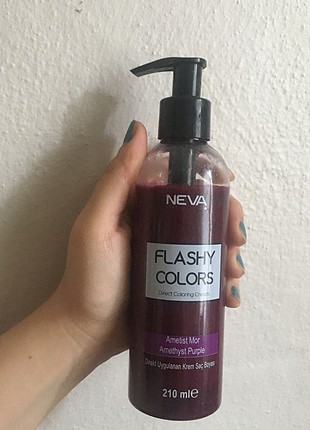 NEVA
FLASHY
COLORS
Direct Coloring Cream
Ametist Mor
Amethyst Purple
Direkt Uygulanan Krem Saç Boyası
210 ml e